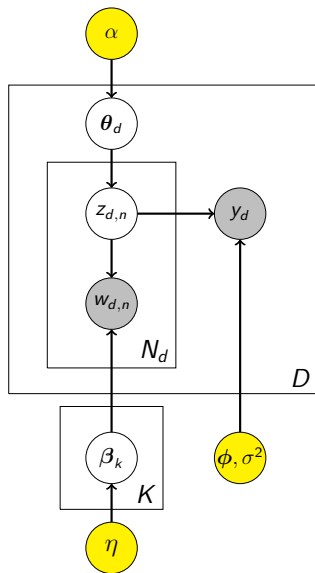 α
θ_d
z_{d,n} y_d
w_{d,n}
N_d
D
β_k ϕ, σ²
K
η